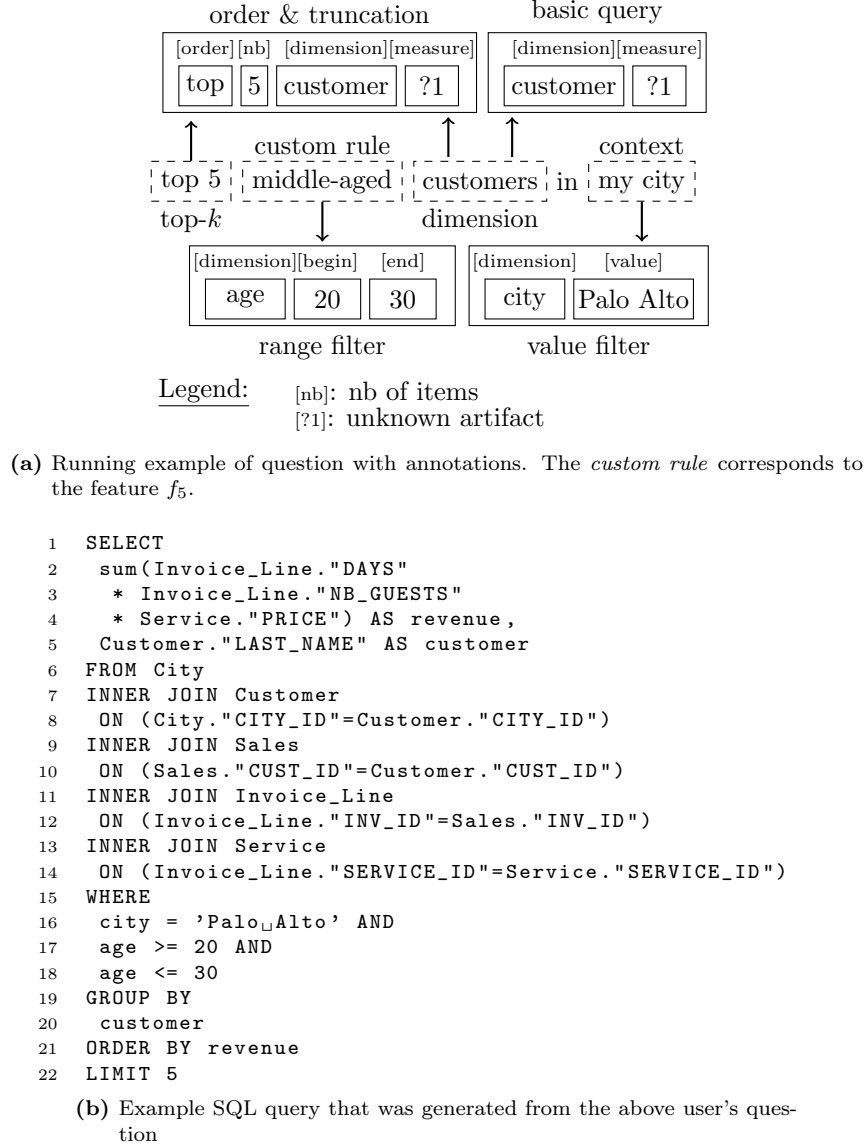 order & truncation basic query
[order] [nb] [dimension] [measure] [dimension] [measure]
top 5 customer ?1 customer ?1
custom rule context
top 5 middle-aged customers in my city
top-k dimension
[dimension] [begin] [end] [dimension] [value]
age 20 30 city Palo Alto
range filter value filter
Legend: [nb]: nb of items
[?1]: unknown artifact
(a) Running example of question with annotations. The custom rule corresponds to
the feature f5.
1 SELECT
2 sum(Invoice_Line."DAYS"
3 * Invoice_Line."NB_GUESTS"
4 * Service."PRICE") AS revenue,
5 Customer."LAST_NAME" AS customer
6 FROM City
7 INNER JOIN Customer
8 ON (City."CITY_ID"=Customer."CITY_ID")
9 INNER JOIN Sales
10 ON (Sales."CUST_ID"=Customer."CUST_ID")
11 INNER JOIN Invoice_Line
12 ON (Invoice_Line."INV_ID"=Sales."INV_ID")
13 INNER JOIN Service
14 ON (Invoice_Line."SERVICE_ID"=Service."SERVICE_ID")
15 WHERE
16 city = ’Palo␣Alto’ AND
17 age >= 20 AND
18 age <= 30
19 GROUP BY
20 customer
21 ORDER BY revenue
22 LIMIT 5
(b) Example SQL query that was generated from the above user's ques-
tion